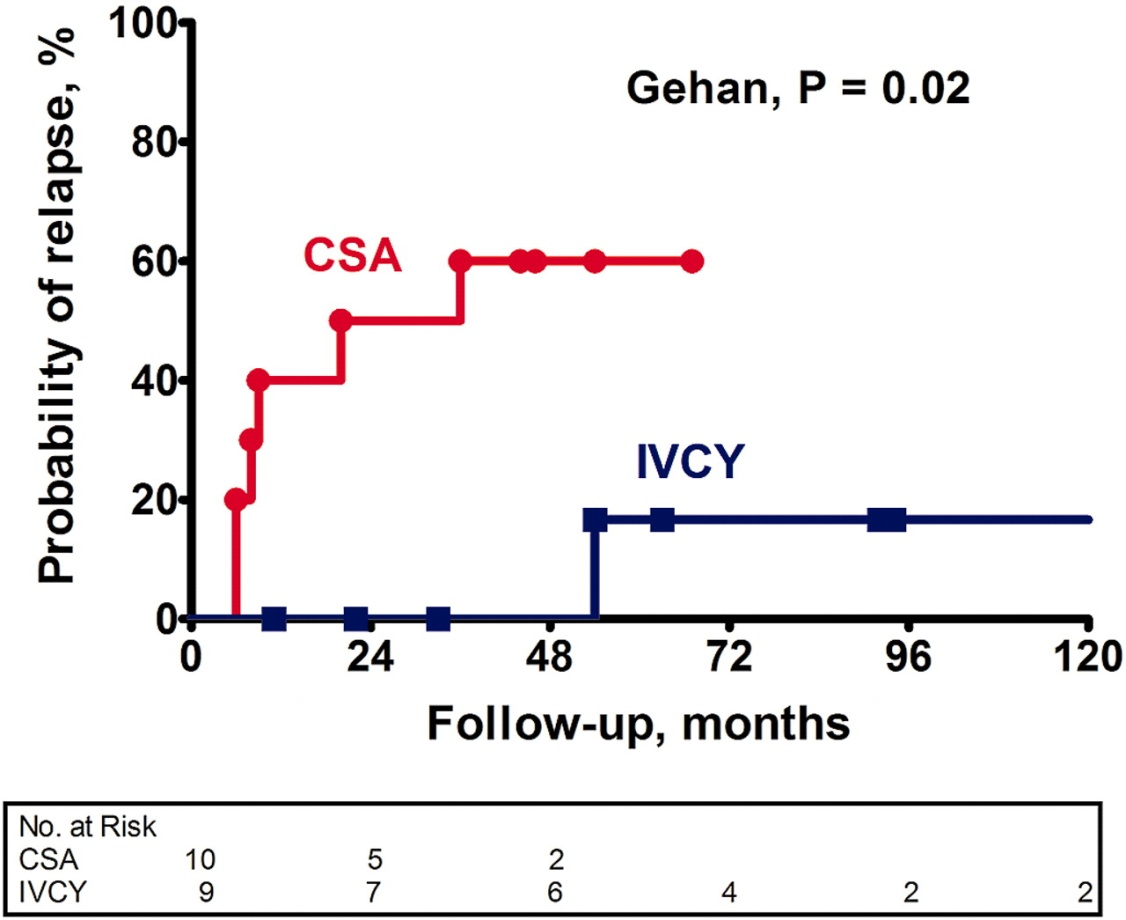 Probability of relapse, %
100
80
60
40
20
0
Gehan, P = 0.02
CSA
IVCY
0 24 48 72 96 120
Follow-up, months
No. at Risk
CSA 10 5 2
IVCY 9 7 6 4 2 2